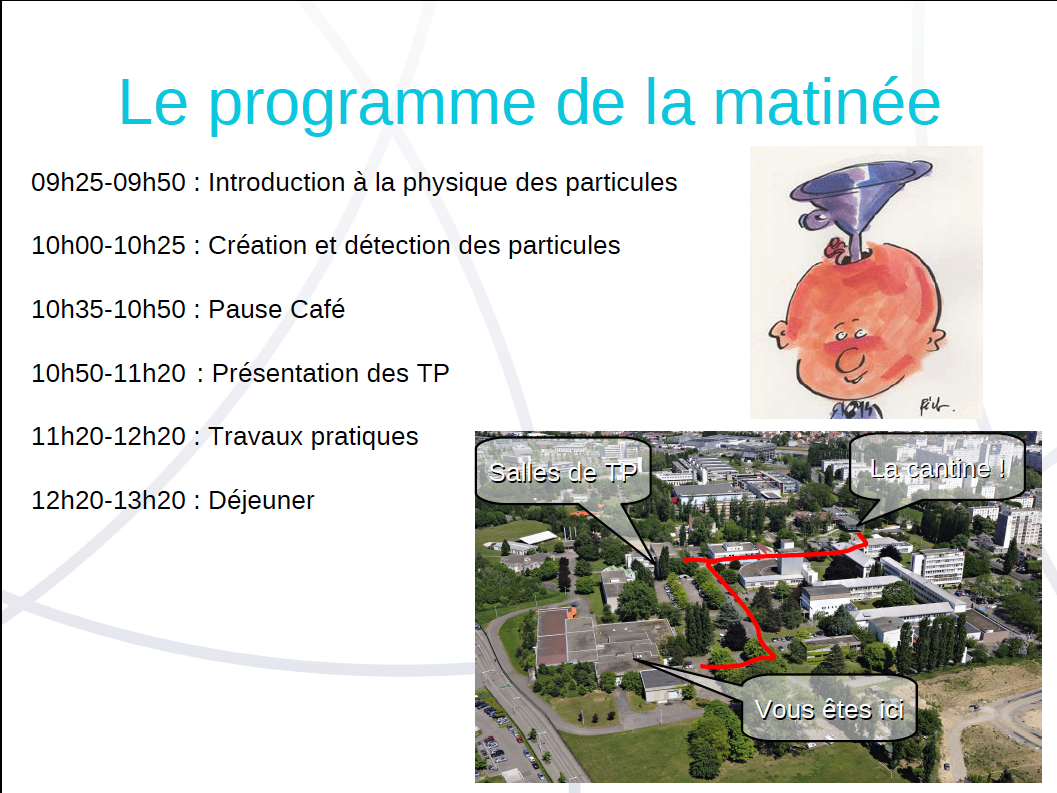 Le programme de la matinée
09h25-09h50 : Introduction à la physique des particules
10h00-10h25 : Création et détection des particules
10h35-10h50 : Pause Café
10h50-11h20 : Présentation des TP
11h20-12h20 : Travaux pratiques
12h20-13h20 : Déjeuner
Salles de TP
La cantine !
Vous êtes ici